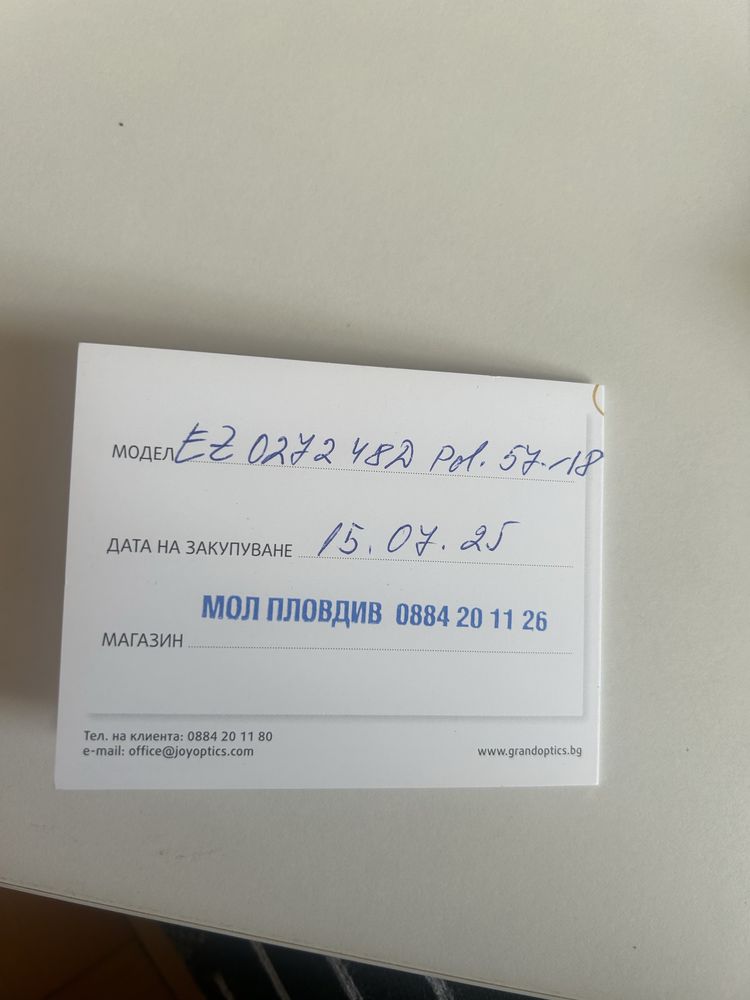 МОДЕЛ EZ 0272 48D Pol. 57-18
ДАТА НА ЗАКУПУВАНЕ 15.07.25
МОЛ ПЛОВДИВ 0884 20 11 26
МАГАЗИН
Тел. на клиента: 0884 20 11 80
e-mail: office@joyoptics.com
www.grandoptics.bg